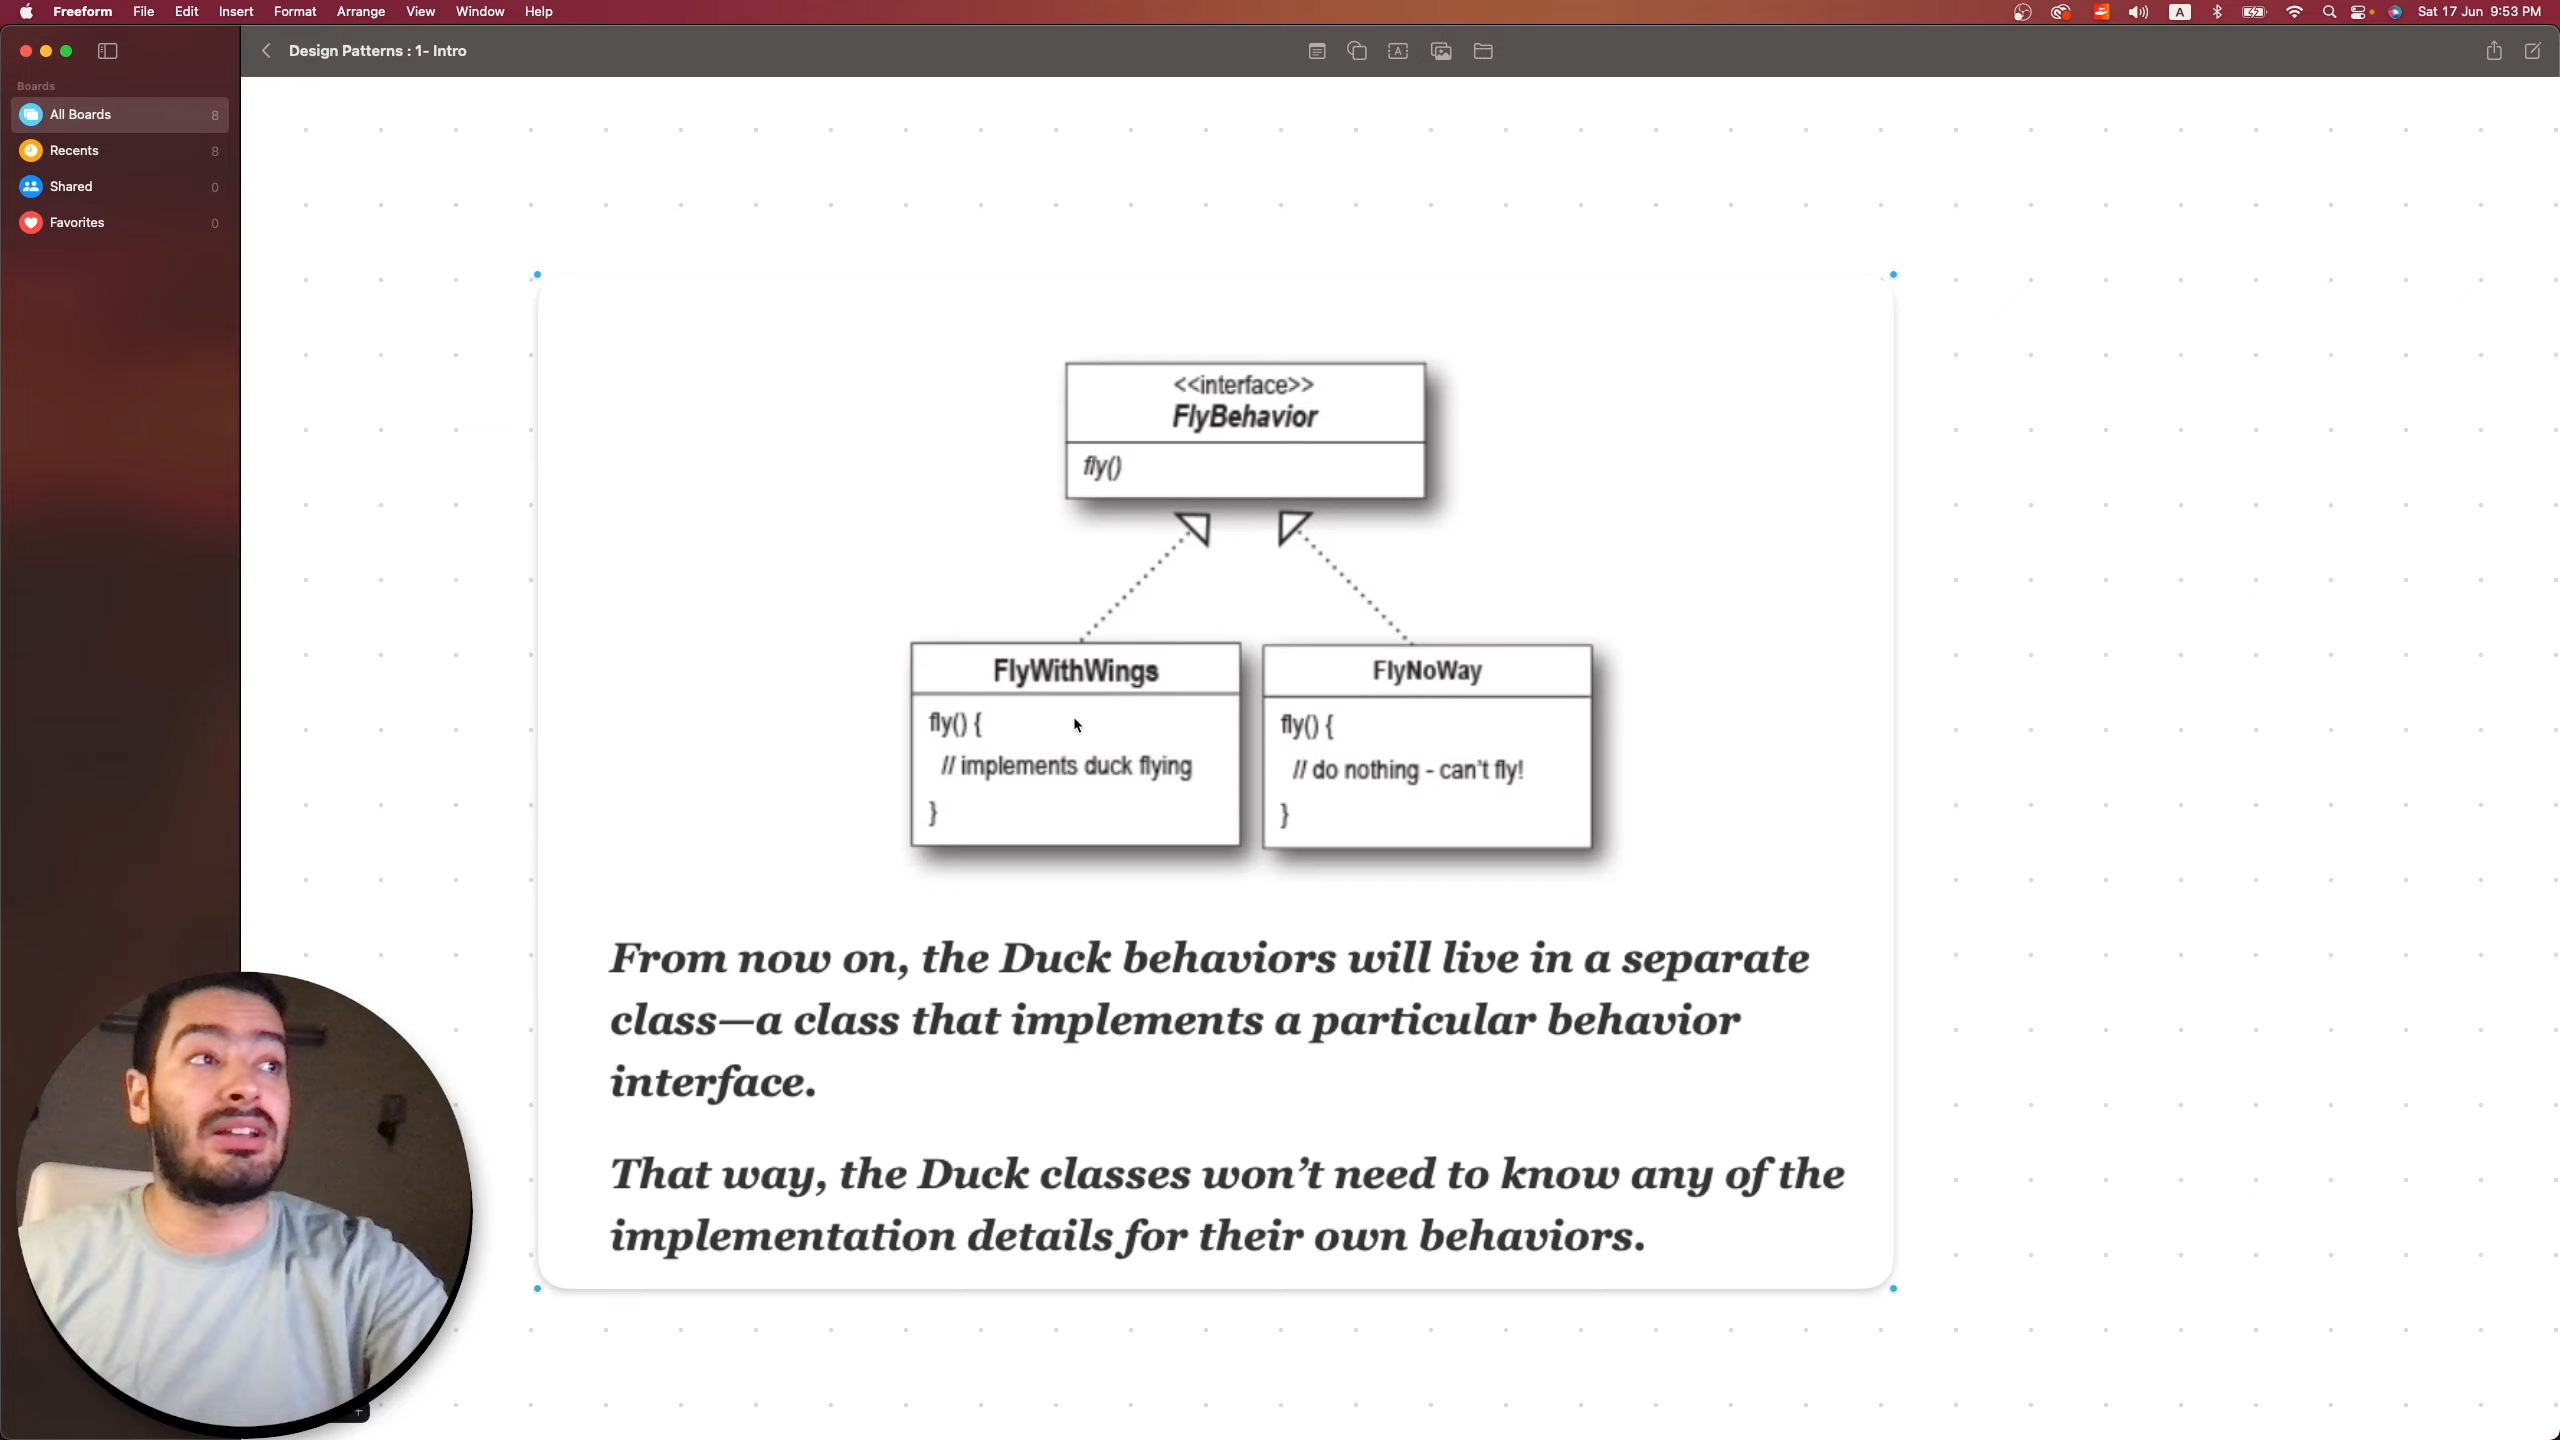 Freeform File Edit Insert Format Arrange View Window Help
A
Sat 17 Jun 9:53 PM
Design Patterns : 1- Intro
A
Boards
All Boards 8
Recents 8
Shared 0
Favorites 0
<<interface>>
FlyBehavior
fly()
FlyWithWings
fly() {
// implements duck flying
}
FlyNoWay
fly() {
// do nothing - can't fly!
}
From now on, the Duck behaviors will live in a separate
class—a class that implements a particular behavior
interface.
That way, the Duck classes won’t need to know any of the
implementation details for their own behaviors.